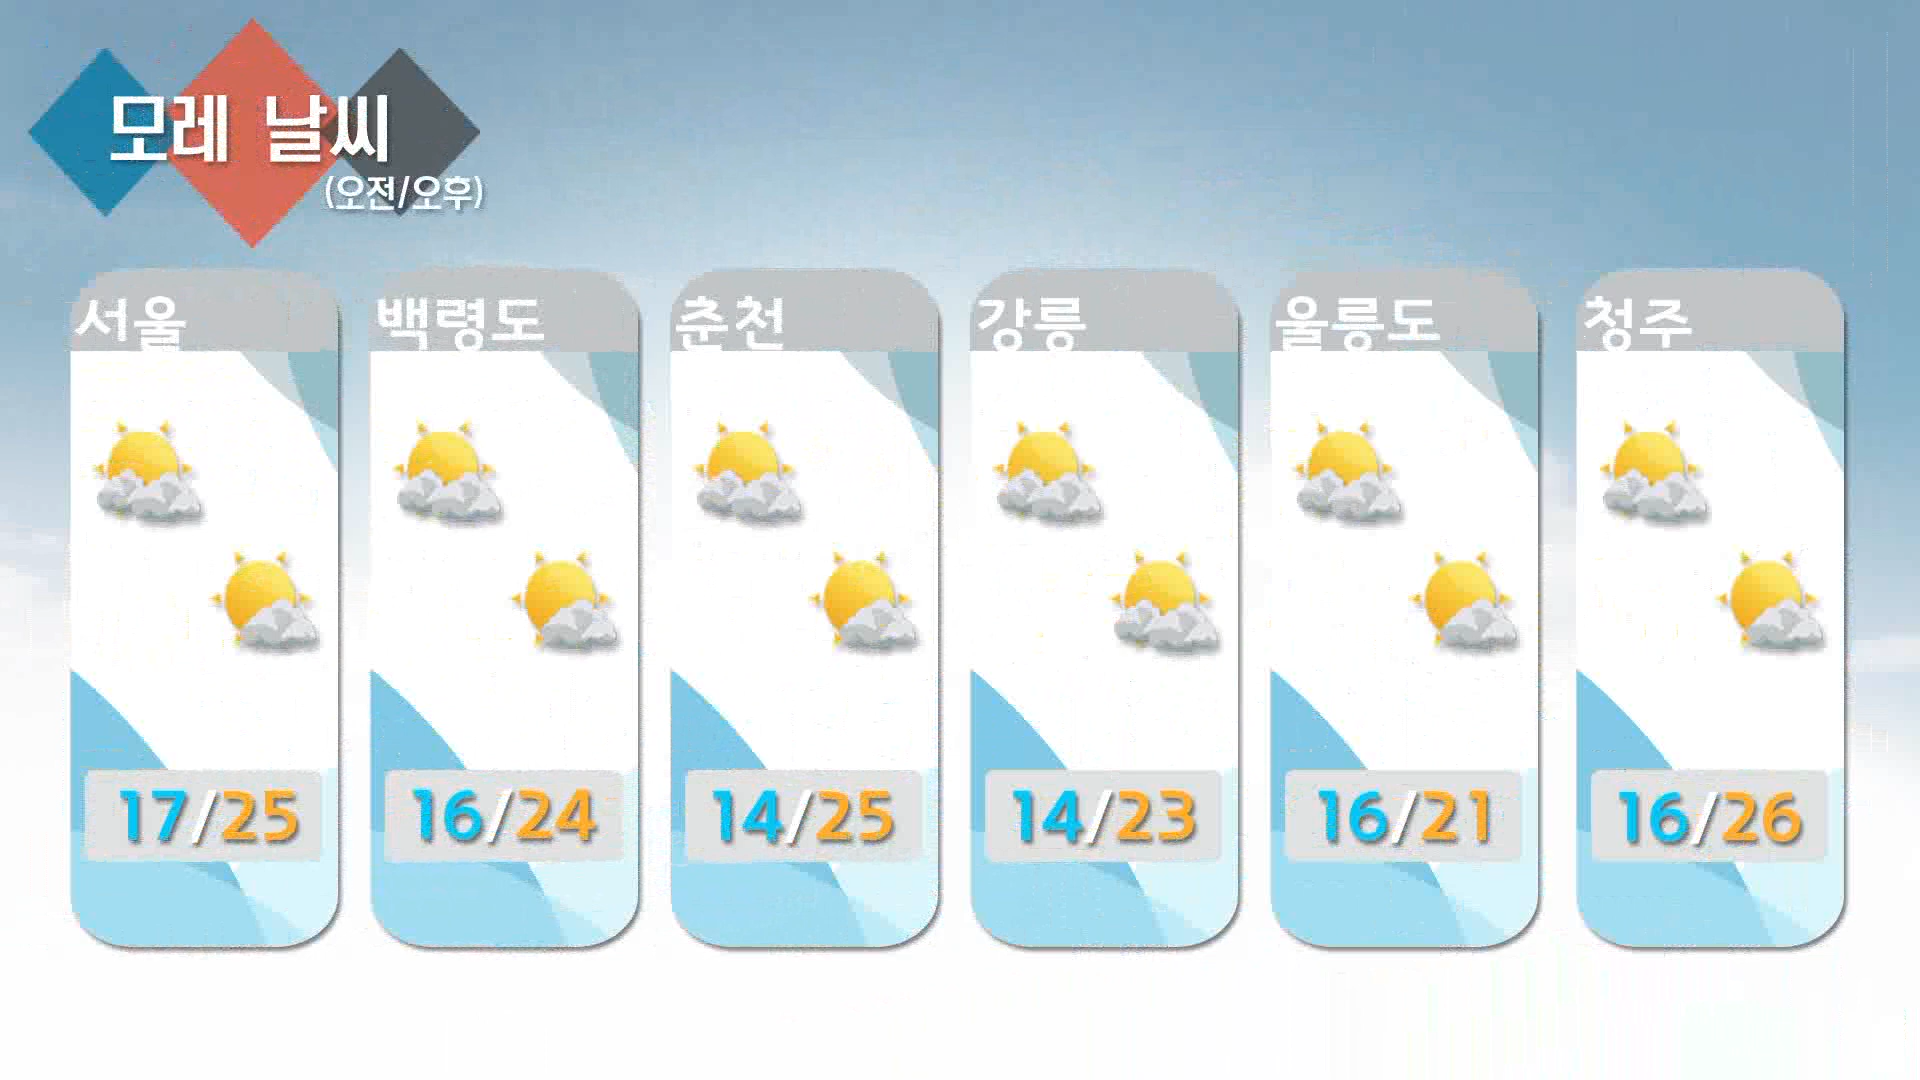 모레 날씨
(오전/오후)
서울
백령도
춘천
강릉
울릉도
청주
17/25
16/24
14/25
14/23
16/21
16/26